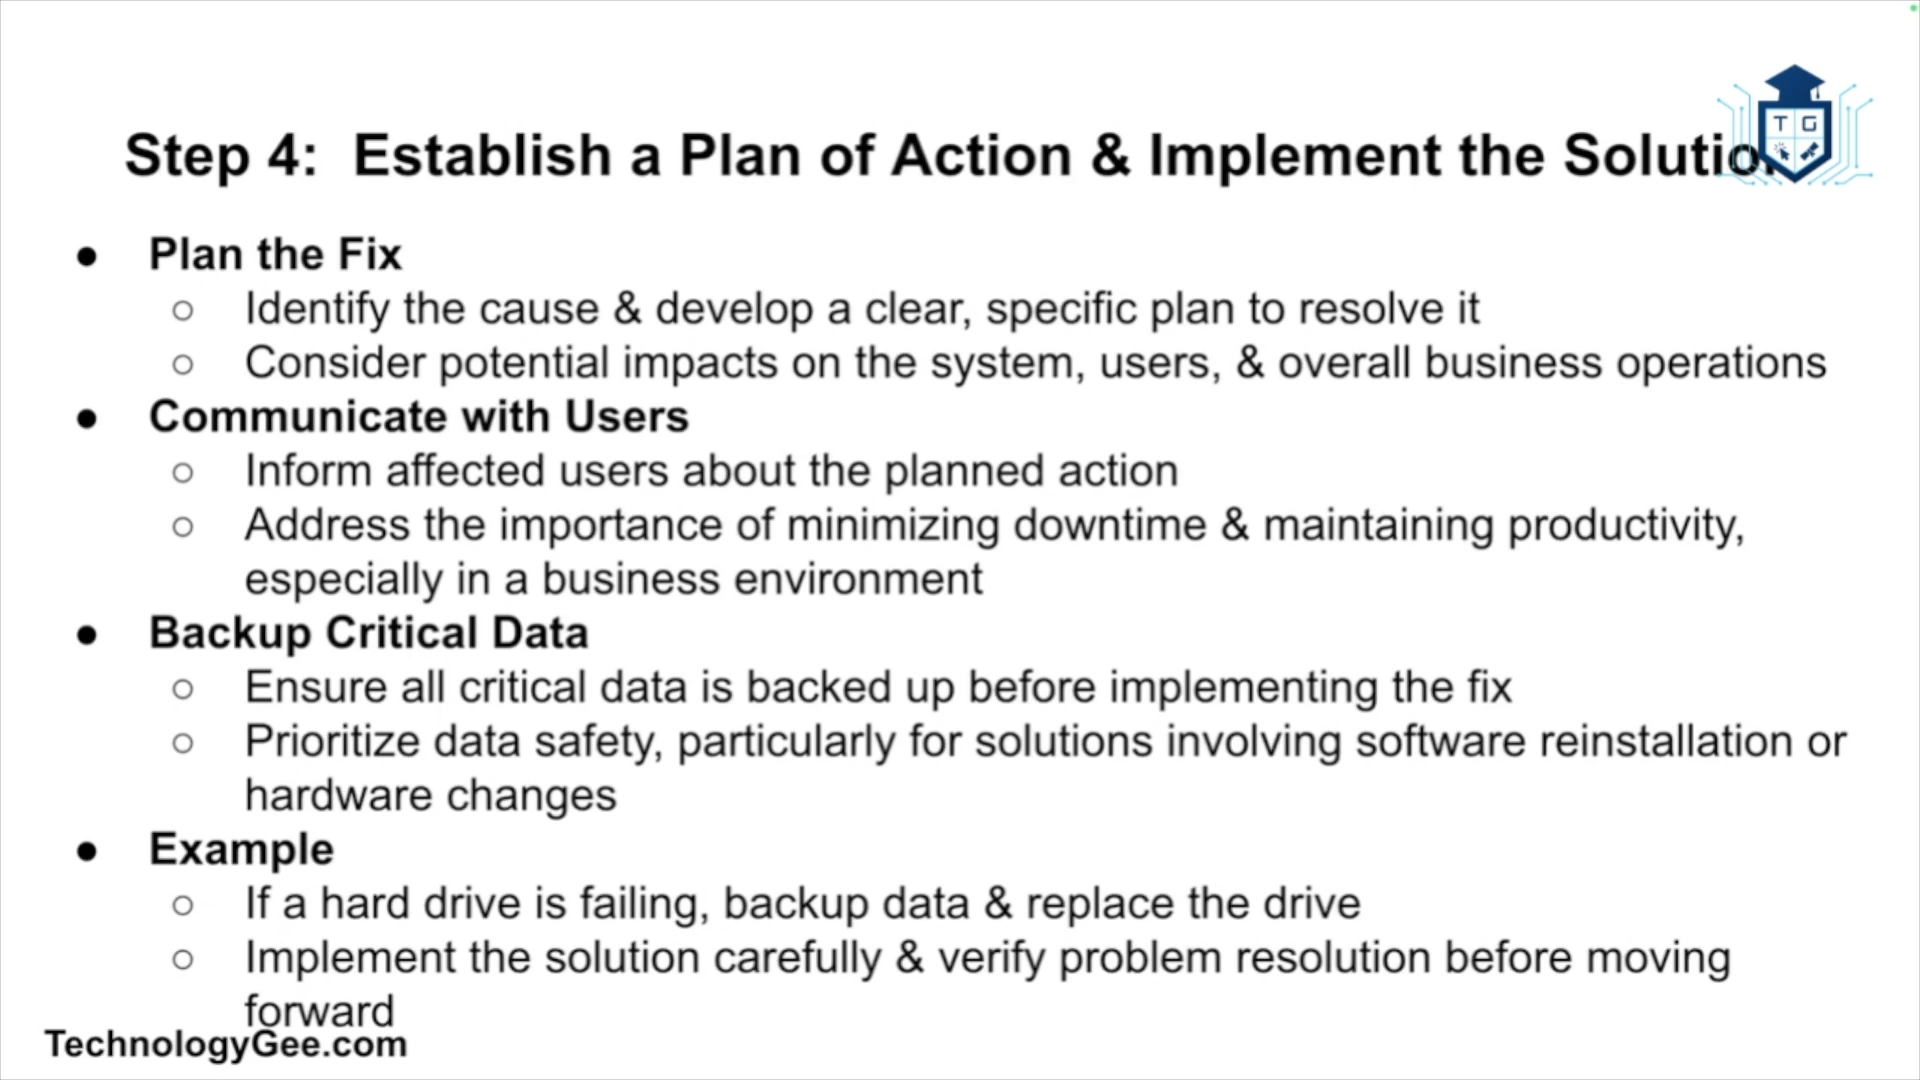 Step 4: Establish a Plan of Action & Implement the Solution
T G
● Plan the Fix
○ Identify the cause & develop a clear, specific plan to resolve it
○ Consider potential impacts on the system, users, & overall business operations
● Communicate with Users
○ Inform affected users about the planned action
○ Address the importance of minimizing downtime & maintaining productivity,
especially in a business environment
● Backup Critical Data
○ Ensure all critical data is backed up before implementing the fix
○ Prioritize data safety, particularly for solutions involving software reinstallation or
hardware changes
● Example
○ If a hard drive is failing, backup data & replace the drive
○ Implement the solution carefully & verify problem resolution before moving
forward
TechnologyGee.com